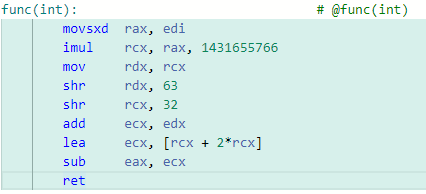 func(int): # @func(int)
movsxd rax, edi
imul rcx, rax, 1431655766
mov rdx, rcx
shr rdx, 63
shr rcx, 32
add ecx, edx
lea ecx, [rcx + 2*rcx]
sub eax, ecx
ret